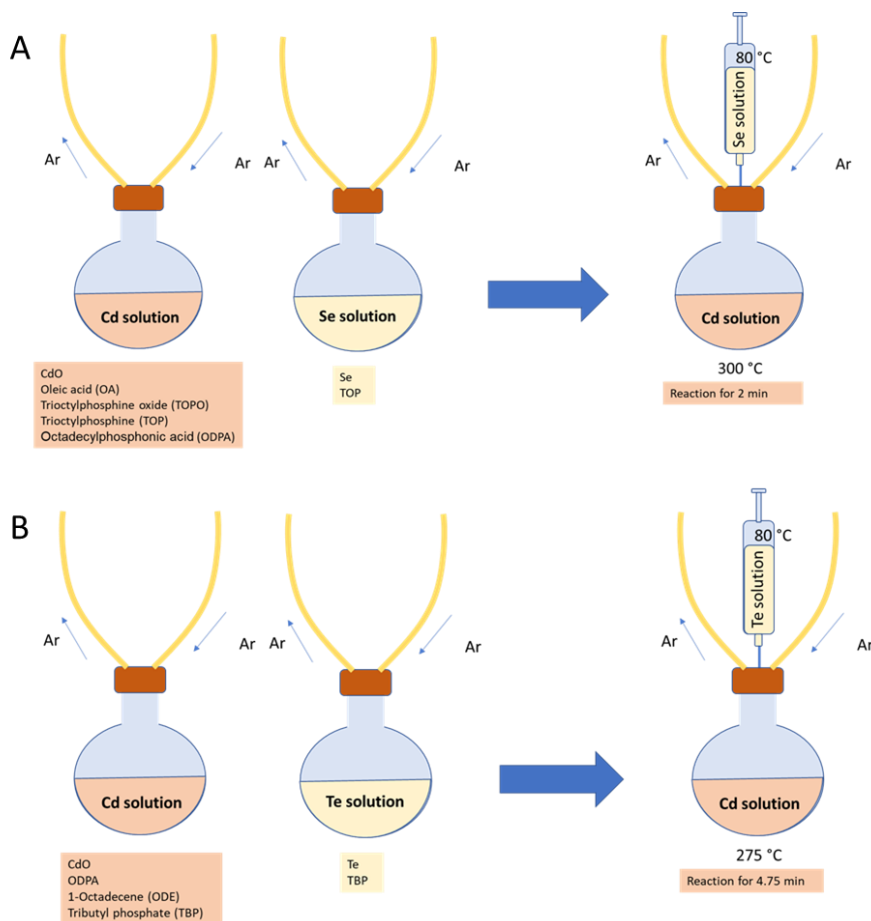 A
Ar
Ar
Cd solution
CdO
Oleic acid (OA)
Trioctylphosphine oxide (TOPO)
Trioctylphosphine (TOP)
Octadecylphosphonic acid (ODPA)
Ar
Ar
Se solution
Se
TOP
80 °C
Se solution
Ar
Ar
Cd solution
300 °C
Reaction for 2 min
B
Ar
Ar
Cd solution
CdO
ODPA
1-Octadecene (ODE)
Tributyl phosphate (TBP)
Ar
Ar
Te solution
Te
TBP
80 °C
Te solution
Ar
Ar
Cd solution
275 °C
Reaction for 4.75 min